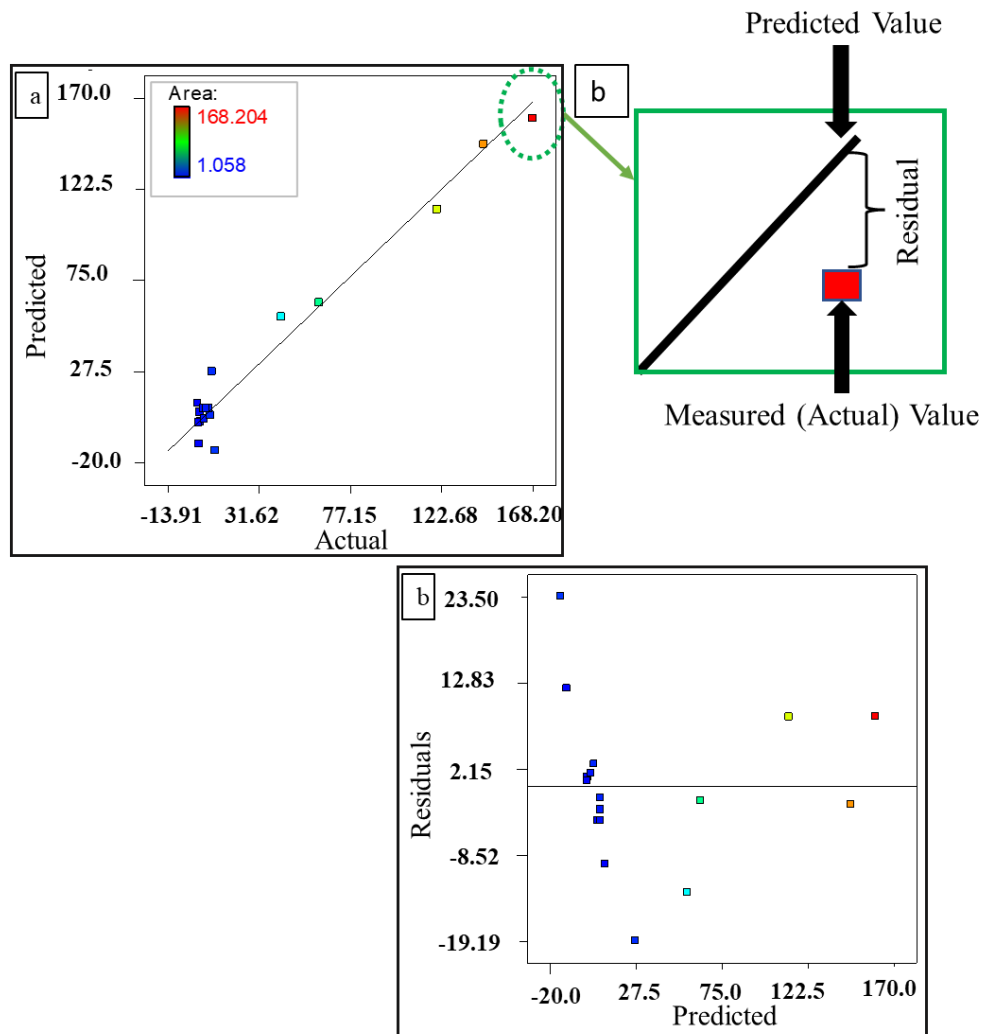 a
Area:
168.204
1.058
170.0
122.5
75.0
27.5
-20.0
Predicted
-13.91 31.62 77.15 122.68 168.20
Actual
b
Predicted Value
Residual
Measured (Actual) Value
b
23.50
12.83
2.15
-8.52
-19.19
Residuals
-20.0 27.5 75.0 122.5 170.0
Predicted